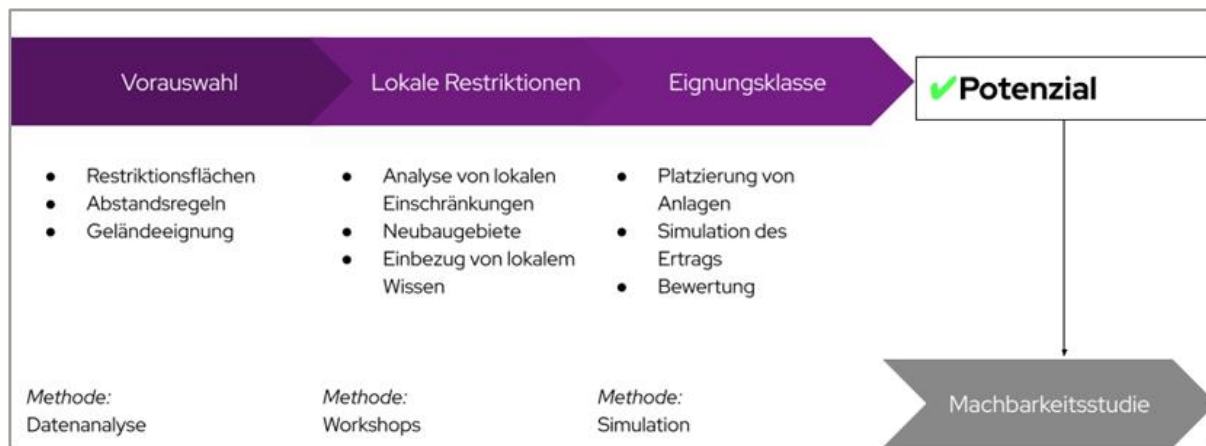 Vorauswahl
Lokale Restriktionen
Eignungsklasse
✔Potenzial
● Restriktionsflächen
● Abstandsregeln
● Geländeeignung
● Analyse von lokalen
Einschränkungen
● Neubaugebiete
● Einbezug von lokalem
Wissen
● Platzierung von
Anlagen
● Simulation des
Ertrags
● Bewertung
Methode:
Datenanalyse
Methode:
Workshops
Methode:
Simulation
Machbarkeitsstudie